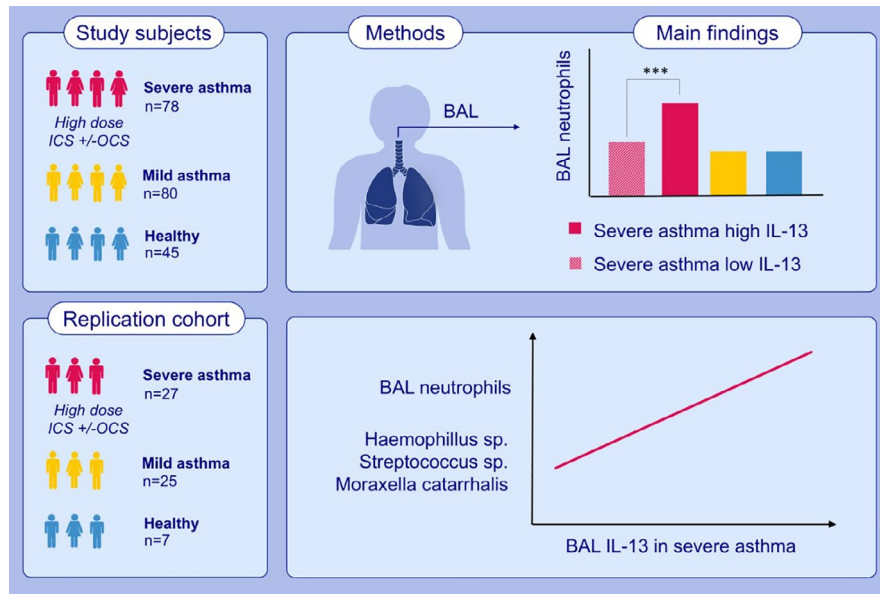 Study subjects
Severe asthma
n=78
High dose
ICS +/-OCS
Mild asthma
n=80
Healthy
n=45
Methods
BAL
Main findings
BAL neutrophils
***
Severe asthma high IL-13
Severe asthma low IL-13
Replication cohort
Severe asthma
n=27
High dose
ICS +/-OCS
Mild asthma
n=25
Healthy
n=7
BAL neutrophils
Haemophillus sp.
Streptococcus sp.
Moraxella catarrhalis
BAL IL-13 in severe asthma